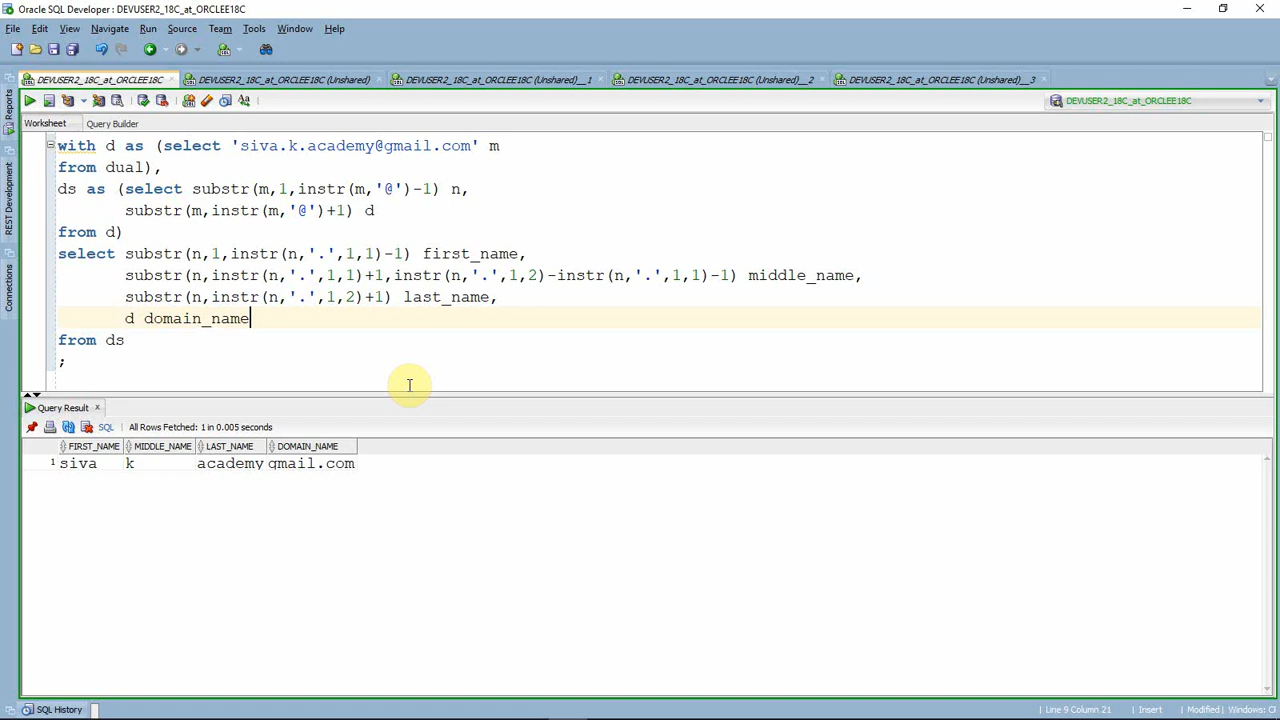 Oracle SQL Developer : DEVUSER2_18C_at_ORCLEE18C
File Edit View Navigate Run Source Team Tools Window Help
DEVUSER2_18C_at_ORCLEE18C DEVUSER2_18C_at_ORCLEE18C (Unshared) DEVUSER2_18C_at_ORCLEE18C (Unshared)__1 DEVUSER2_18C_at_ORCLEE18C (Unshared)__ DEVUSER2_18C_at_ORCLEE18C (Unshared)__3
Reports
REST Development
Connections
DEVUSER2_18C_at_ORCLEE18C
Worksheet Query Builder
with d as (select 'siva.k.academy@gmail.com' m
from dual),
ds as (select substr(m,1,instr(m,'@')-1) n,
substr(m,instr(m,'@')+1) d
from d)
select substr(n,1,instr(n,'.',1,1)-1) first_name,
substr(n,instr(n,'.',1,1)+1,instr(n,'.',1,2)-instr(n,'.',1,1)-1) middle_name,
substr(n,instr(n,'.',1,2)+1) last_name,
d domain_name
from ds
;
Query Result x
SQL All Rows Fetched: 1 in 0.005 seconds
FIRST_NAME MIDDLE_NAME LAST_NAME DOMAIN_NAME
1 siva k academy gmail.com
SQL History
Line 9 Column 21 Insert Modified Windows: Cl